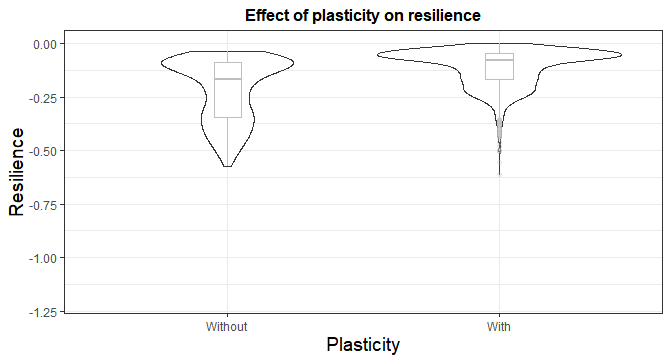 Effect of plasticity on resilience
Resilience
0.00
-0.25
-0.50
-0.75
-1.00
-1.25
Without
With
Plasticity